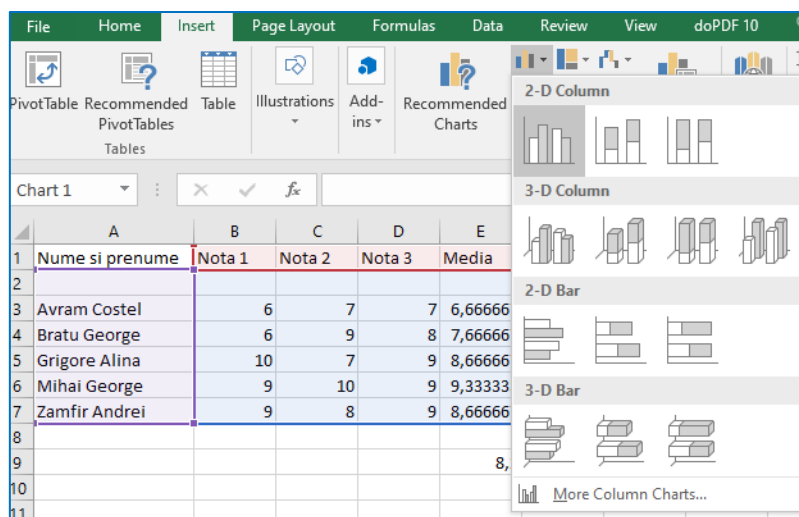 File Home Insert Page Layout Formulas Data Review View doPDF 10
PivotTable Recommended PivotTables Table Illustrations Add-ins Recommended Charts
Tables
2-D Column
3-D Column
2-D Bar
3-D Bar
More Column Charts...
Chart 1 fx
A B C D E
1 Nume si prenume Nota 1 Nota 2 Nota 3 Media
2
3 Avram Costel 6 7 7 6,66666
4 Bratu George 6 9 8 7,66666
5 Grigore Alina 10 7 9 8,66666
6 Mihai George 9 10 9 9,33333
7 Zamfir Andrei 9 8 9 8,66666
8
9 8,
10
11